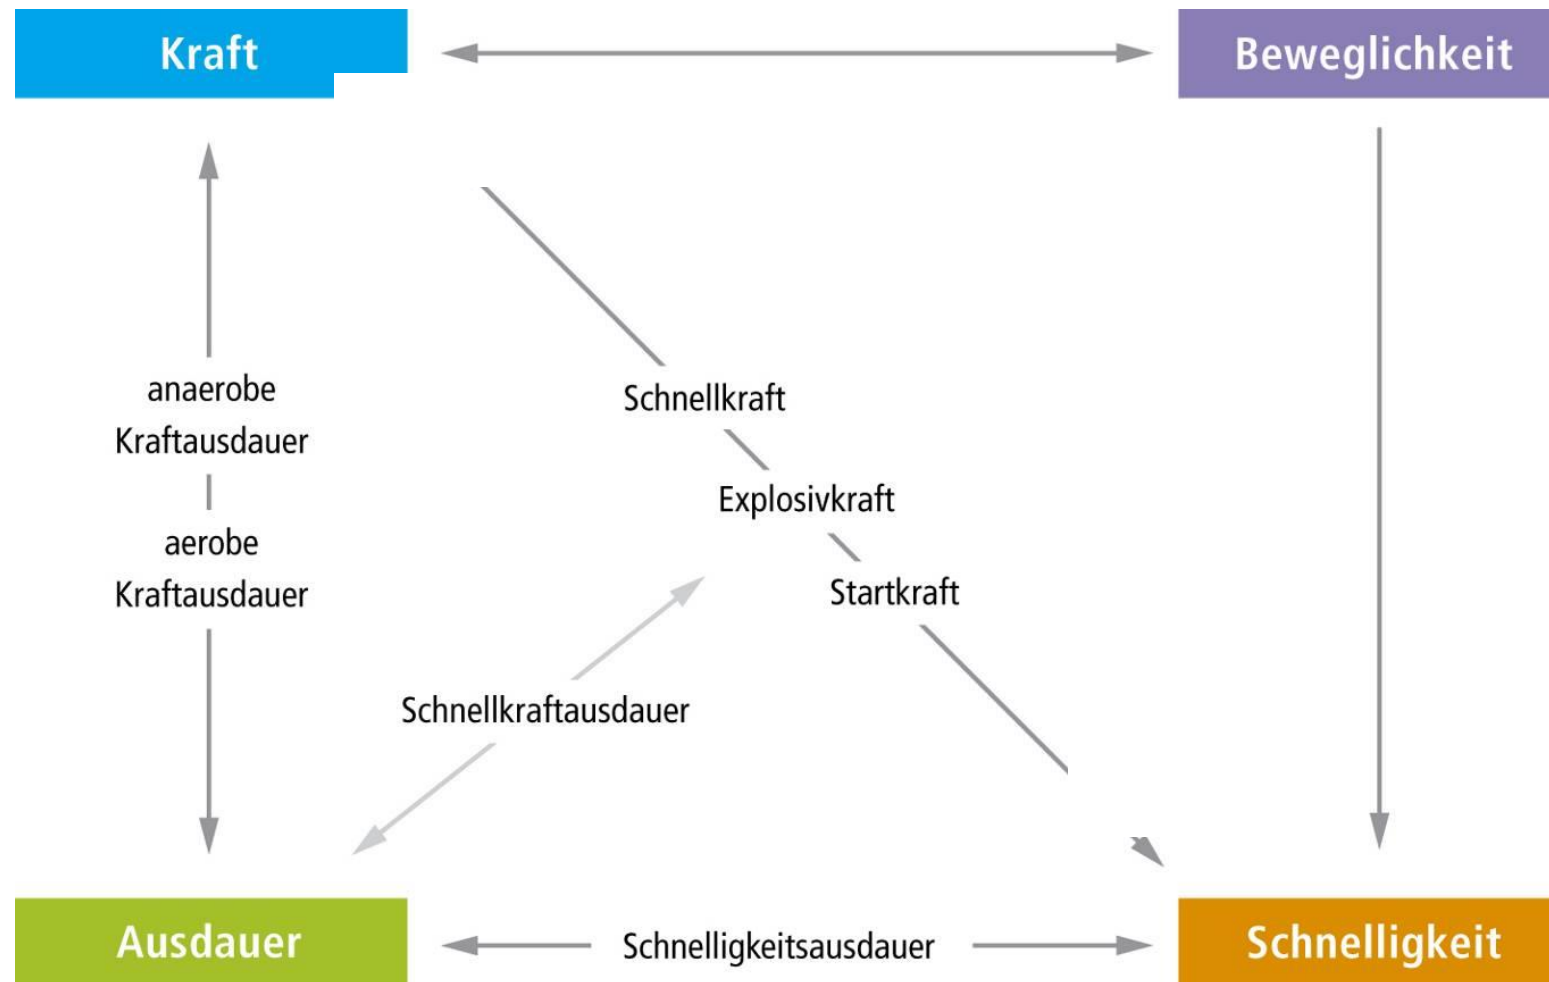 Kraft
Beweglichkeit
anaerobe
Kraftausdauer
aerobe
Kraftausdauer
Schnellkraft
Explosivkraft
Startkraft
Schnellkraftausdauer
Ausdauer
Schnelligkeitsausdauer
Schnelligkeit